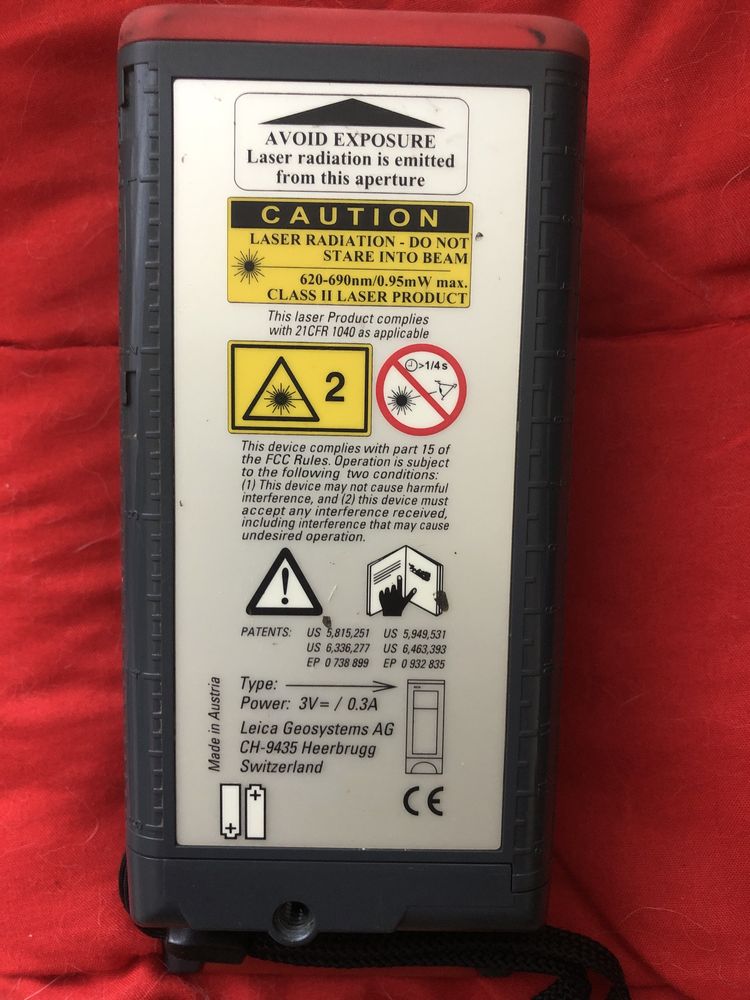 AVOID EXPOSURE
Laser radiation is emitted
from this aperture
CAUTION
LASER RADIATION - DO NOT
STARE INTO BEAM
620-690nm/0.95mW max.
CLASS II LASER PRODUCT
This laser Product complies
with 21CFR 1040 as applicable
2
>1/4s
This device complies with part 15 of
the FCC Rules. Operation is subject
to the following two conditions:
(1) This device may not cause harmful
interference, and (2) this device must
accept any interference received,
including interference that may cause
undesired operation.
PATENTS: US 5,815,251 US 5,949,531
US 6,336,277 US 6,463,393
EP 0 738 899 EP 0 932 835
Type:
Power: 3V= / 0.3A
Leica Geosystems AG
CH-9435 Heerbrugg
Switzerland
Made in Austria
CE